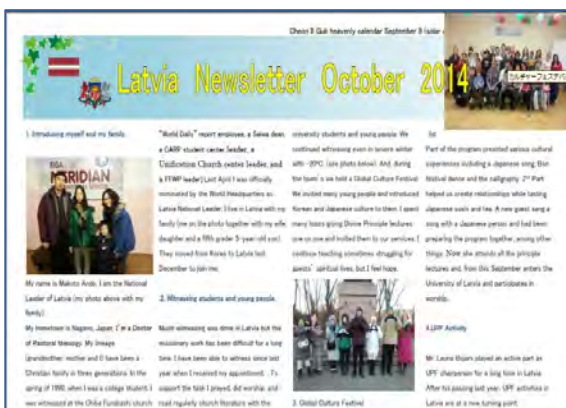 Cheon Il Guk heavenly calendar September 8 (solar
Latvia Newsletter October 2014
カルチャーフェスティバ
1. Introducing myself and my family.
RIGA
MERIDIAN
My name is Makoto Ando. I am the National
Leader of Latvia (my photo above with my
family).
My hometown is Nagano, Japan. I'm a Doctor
of Pastoral theology. My lineage
(grandmother, mother and I) have been a
Christian family in three generations. In the
spring of 1990, when I was a college student, I
was witnessed at the Chiba Funabashi church
"World Daily" report employee, a Seiwa dean,
a CARP student center leader, a
Unification Church center leader, and
a FFWP leader) Last April I was officially
nominated by the World Headquarters as
Latvia National Leader. I live in Latvia with my
family (me on the photo together with my wife,
daughter and a fifth grader 5-year-old son).
They moved from Korea to Latvia last
December to join me.
2. Witnessing students and young people.
Much witnessing was done in Latvia but the
missionary work has been difficult for a long
time. I have been able to witness since last
year when I received my appointment. . To
support the task I prayed, did worship, and
read regularly church literature with the
university students and young people. We
continued witnessing even in severe winter
with -20℃. (see photo below). And, during
the team is we held a Global Culture Festival.
We invited many young people and introduced
Korean and Japanese culture to them. I spent
many hours giving Divine Principle lectures
one on one and invited them to our services. I
continue teaching sometimes struggling for
guests' spiritual lives, but I feel hope.
3. Global Culture Festival
1st
Part of the program presented various cultural
experiences including a Japanese song, Bon
festival dance and the calligraphy. 2nd Part
helped us create relationships while tasting
Japanese sushi and tea. A new guest sang a
song with a Japanese person and had been
preparing the program together, among other
things. Now she attends all the principle
lectures and, from this September enters the
University of Latvia and participates in
worship.
4.UPF Activity
Mr. Lauris Bojars played an active part as
UPF chairperson for a long time in Latvia.
After his passing last year, UPF activities in
Latvia are at a new turning point.